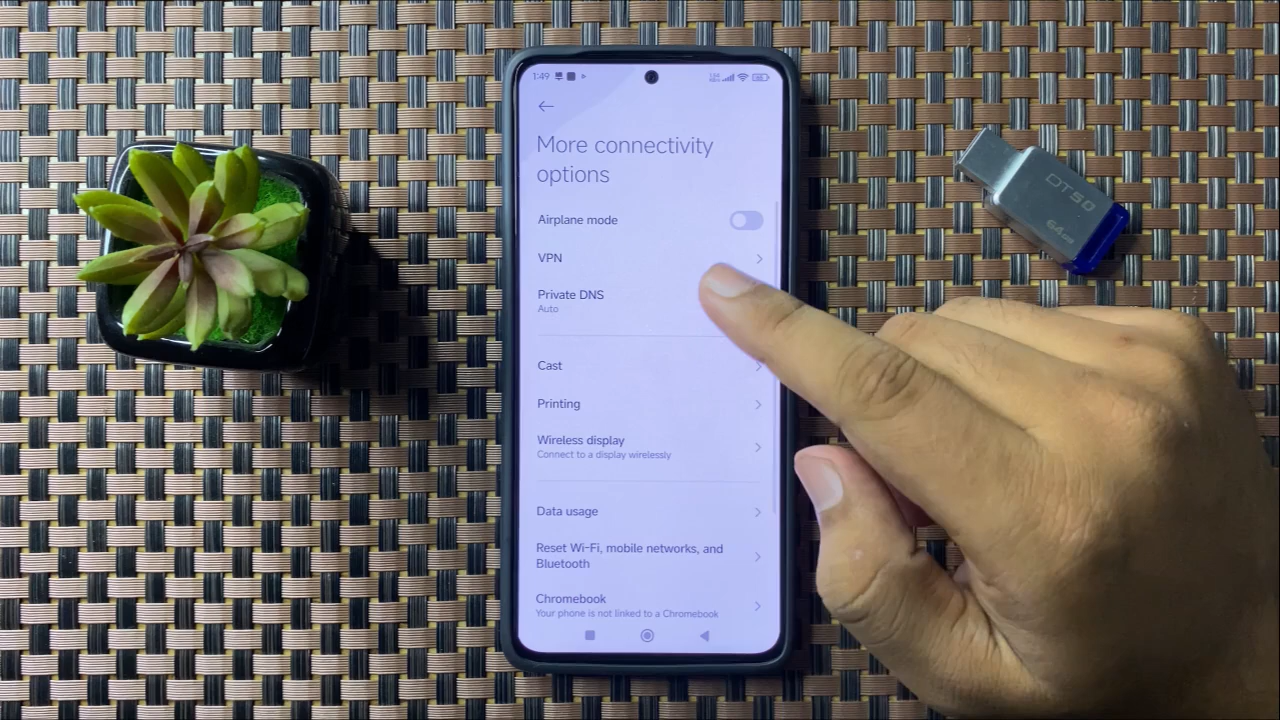 1:49
More connectivity
options
Airplane mode
VPN
Private DNS
Auto
Cast
Printing
Wireless display
Connect to a display wirelessly
Data usage
Reset Wi-Fi, mobile networks, and
Bluetooth
Chromebook
Your phone is not linked to a Chromebook
DT50
64GB